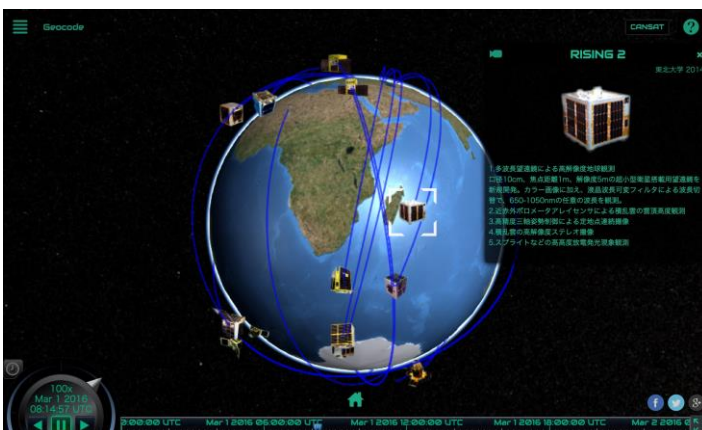 Geocode
CANSAT
?
RISING 2
東北大学 2014
1.多波長望遠鏡による高解像度地球観測
口径10cm、焦点距離1m、解像度5mの超小型衛星搭載用望遠鏡を
新規開発。カラー画像に加え、液晶波長可変フィルタによる波長切
替で、650-1050nmの任意の波長を観測。
2.近赤外ボロメータアレイセンサによる積乱雲の雲頂高度観測
3.高精度三軸姿勢制御による定地点連続撮像
4.積乱雲の高解像度ステレオ撮像
5.スプライトなどの高高度放電発光現象観測
100x
Mar 1 2016
08:14:57 UTC
0:00:00 UTC
Mar 1 2016 06:00:00 UTC
Mar 1 2016 12:00:00 UTC
Mar 1 2016 18:00:00 UTC
Mar 2 2016